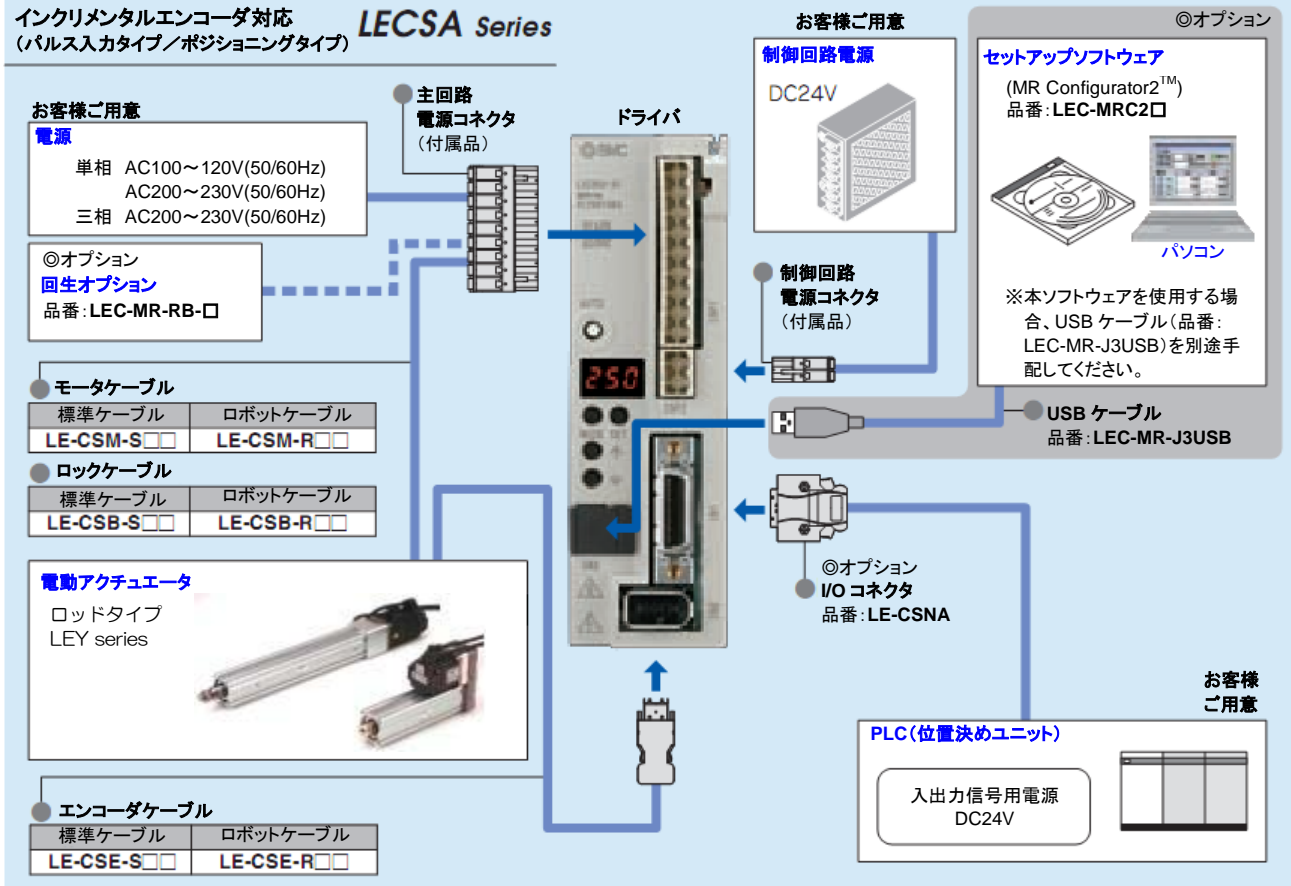 インクリメンタルエンコーダ対応
（パルス入力タイプ／ポジショニングタイプ）
LECSA Series
お客様ご用意
電源
単相 AC100～120V(50/60Hz)
AC200～230V(50/60Hz)
三相 AC200～230V(50/60Hz)
◎オプション
回生オプション
品番：LEC-MR-RB-□
主回路
電源コネクタ
（付属品）
ドライバ
お客様ご用意
制御回路電源
DC24V
制御回路
電源コネクタ
（付属品）
◎オプション
セットアップソフトウェア
(MR Configurator2TM)
品番：LEC-MRC2□
パソコン
※本ソフトウェアを使用する場
合、USB ケーブル（品番：
LEC-MR-J3USB）を別途手
配してください。
USB ケーブル
品番：LEC-MR-J3USB
モータケーブル
標準ケーブル ロボットケーブル
LE-CSM-S□□ LE-CSM-R□□
ロックケーブル
標準ケーブル ロボットケーブル
LE-CSB-S□□ LE-CSB-R□□
電動アクチュエータ
ロッドタイプ
LEY series
エンコーダケーブル
標準ケーブル ロボットケーブル
LE-CSE-S□□ LE-CSE-R□□
SMC
250
◎オプション
I/O コネクタ
品番：LE-CSNA
お客様
ご用意
PLC（位置決めユニット）
入出力信号用電源
DC24V